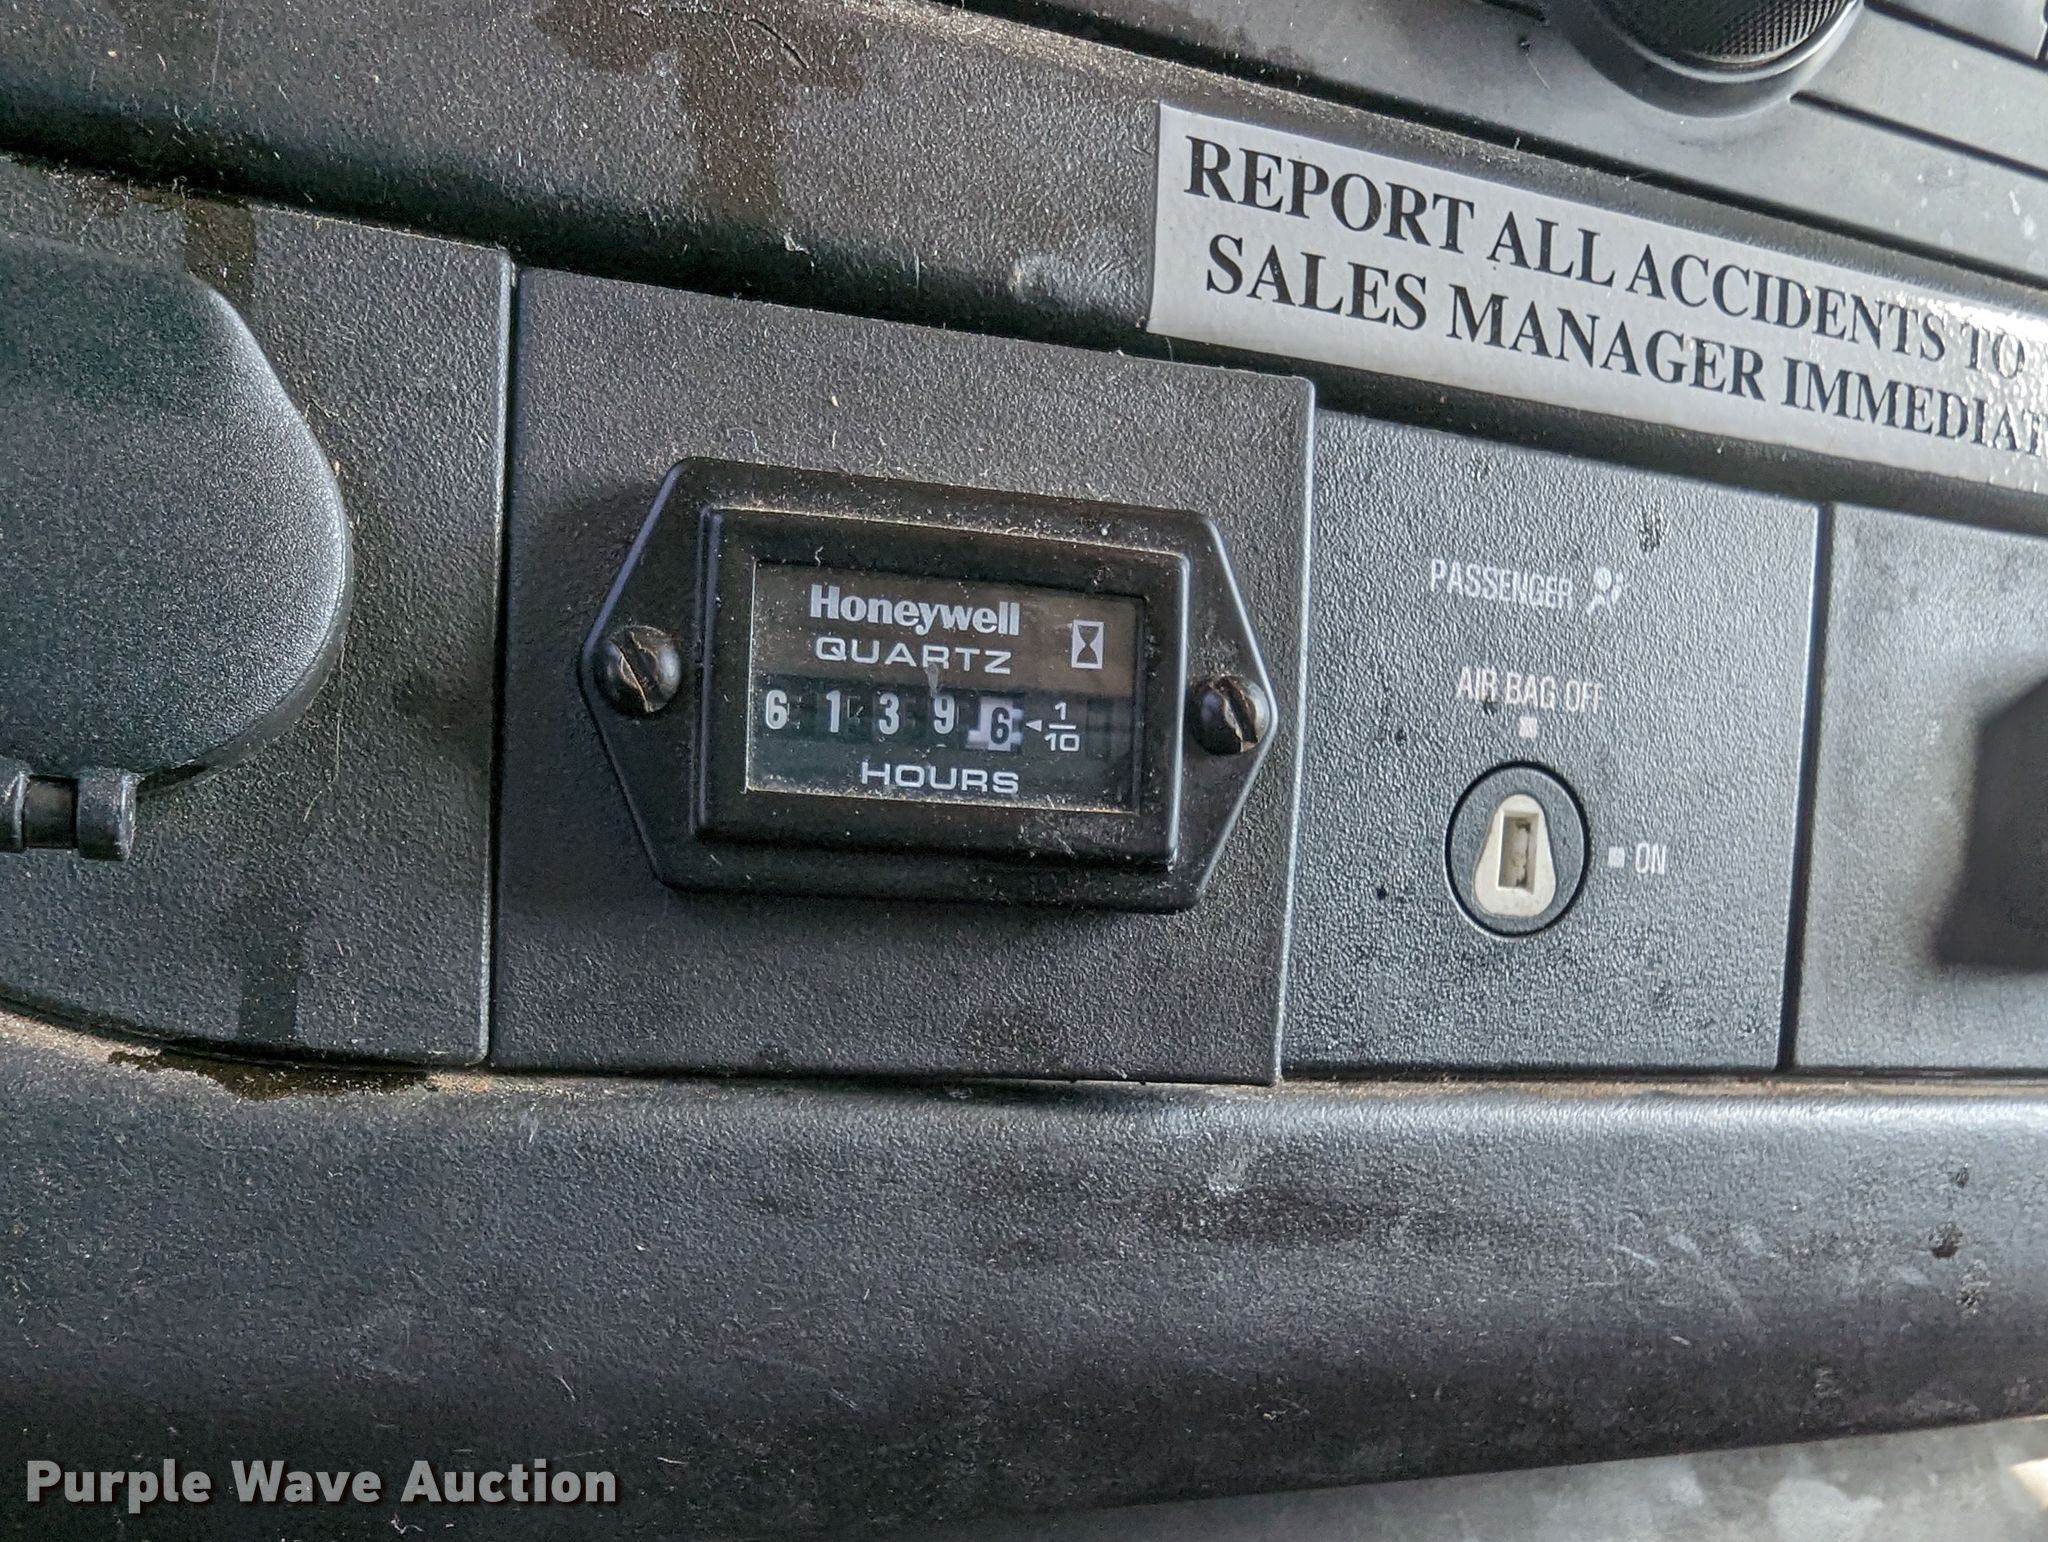 REPORT ALL ACCIDENTS TO
SALES MANAGER IMMEDIAT
Honeywell
QUARTZ
6 1 3 9 6 1/10
HOURS
PASSENGER
AIR BAG OFF
ON
Purple Wave Auction